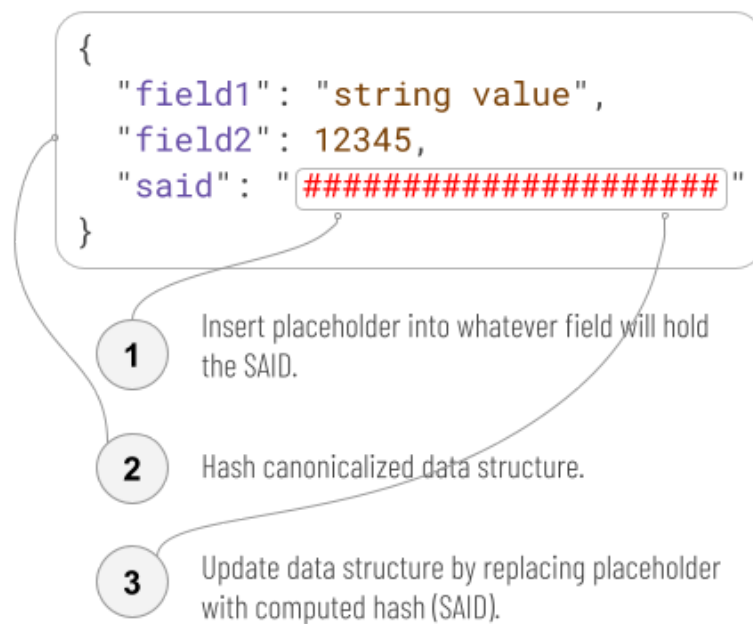 {
"field1": "string value",
"field2": 12345,
"said": "#####################"
}
1
Insert placeholder into whatever field will hold
the SAID.
2
Hash canonicalized data structure.
3
Update data structure by replacing placeholder
with computed hash (SAID).